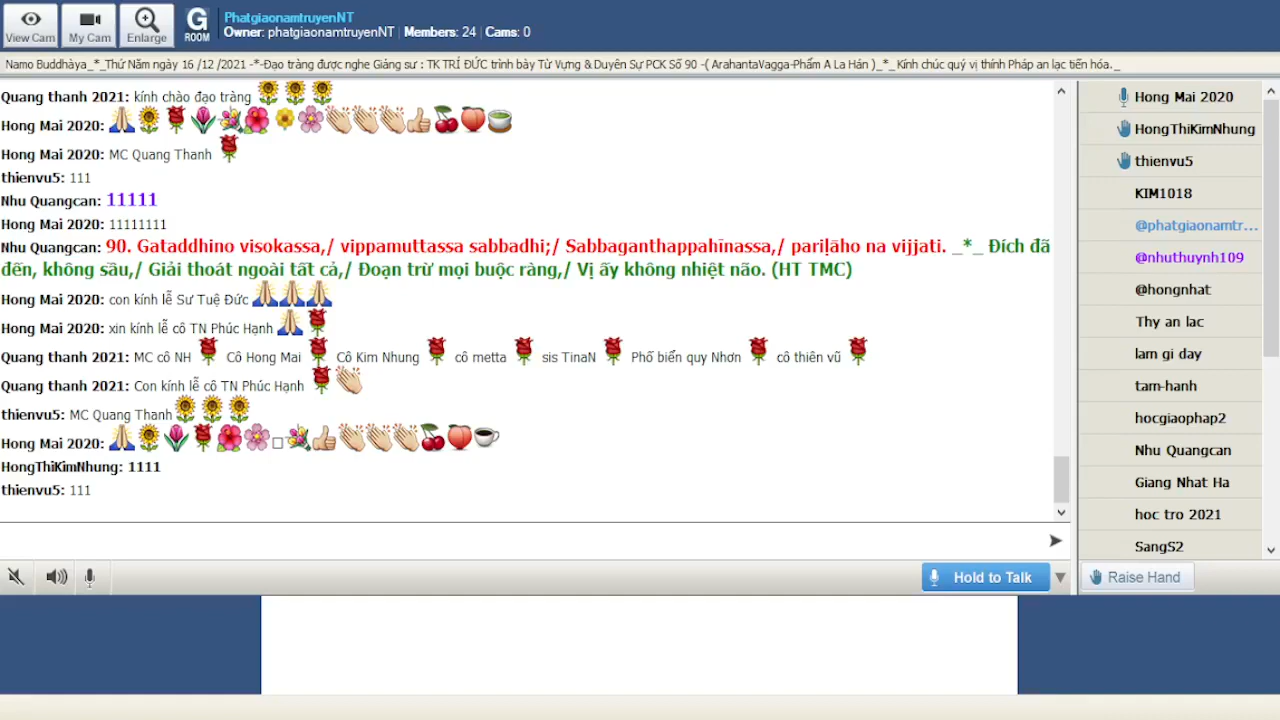 View Cam
My Cam
Enlarge
G
ROOM
PhatgiaonamtruyenNT
Owner: phatgiaonamtruyenNT | Members: 24 | Cams: 0
Namo Buddhàya_*_Thứ Năm ngày 16 /12 /2021 -*-Đạo tràng được nghe Giảng sư : TK TRÍ ĐỨC trình bày Từ Vựng & Duyên Sự PCK Số 90 -( ArahantaVagga-Phẩm A La Hán )_*_ Kính chúc quý vị thính Pháp an lạc tiến hóa._
Quang thanh 2021: kính chào đạo tràng
Hong Mai 2020:
Hong Mai 2020: MC Quang Thanh
thienvu5: 111
Nhu Quangcan: 11111
Hong Mai 2020: 11111111
Nhu Quangcan: 90. Gataddhino visokassa,/ vippamuttassa sabbadhi;/ Sabbaganthappahīnassa,/ pariḷāho na vijjati. _*_ Đích đã
đến, không sầu,/ Giải thoát ngoài tất cả,/ Đoạn trừ mọi buộc ràng,/ Vị ấy không nhiệt não. (HT TMC)
Hong Mai 2020: con kính lễ Sư Tuệ Đức
Hong Mai 2020: xin kính lễ cô TN Phúc Hạnh
Quang thanh 2021: MC cô NH Cô Hong Mai Cô Kim Nhung cô metta sis TinaN Phố biển quy Nhơn cô thiên vũ
Quang thanh 2021: Con kính lễ cô TN Phúc Hạnh
thienvu5: MC Quang Thanh
Hong Mai 2020:
HongThiKimNhung: 1111
thienvu5: 111
Hold to Talk
Hong Mai 2020
HongThiKimNhung
thienvu5
KIM1018
@phatgiaonamtr...
@nhuthuynh109
@hongnhat
Thy an lac
lam gi day
tam-hanh
hocgiaophap2
Nhu Quangcan
Giang Nhat Ha
hoc tro 2021
SangS2
Raise Hand